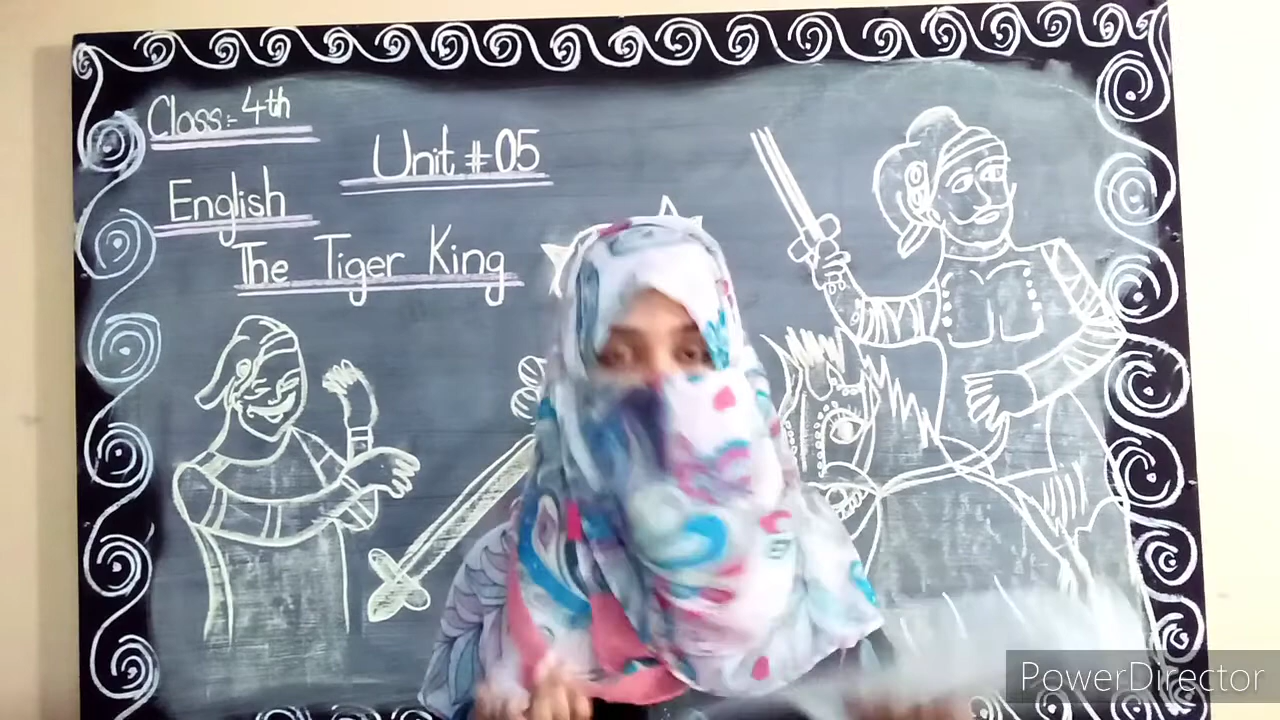 Class:- 4th
Unit # 05
English
The Tiger King
PowerDirector